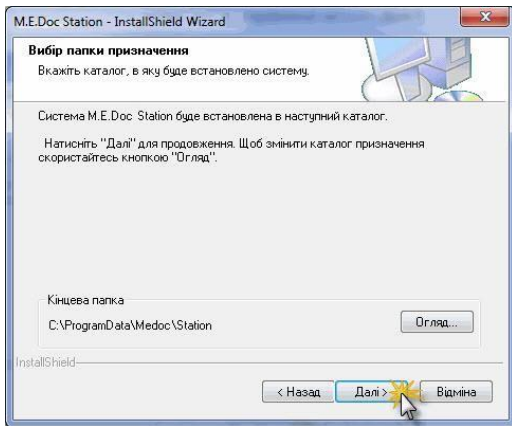 M.E.Doc Station - InstallShield Wizard
Вибір папки призначення
Вкажіть каталог, в яку буде встановлено систему.
Система M.E.Doc Station буде встановлена в наступний каталог.
Натисніть "Далі" для продовження. Щоб змінити каталог призначення
скористайтесь кнопкою "Огляд".
Кінцева папка
C:\ProgramData\Medoc\Station
Огляд...
InstallShield
< Назад
Далі >
Відміна